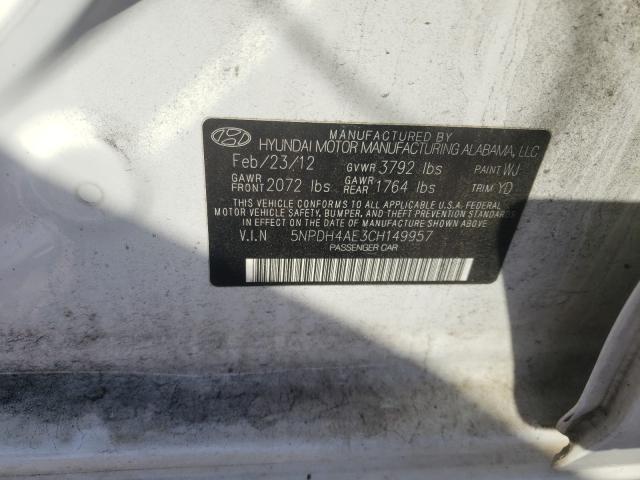 MANUFACTURED BY
HYUNDAI MOTOR MANUFACTURING ALABAMA, LLC
Feb/23/12 GVWR 3792 lbs PAINT WJ
GAWR FRONT 2072 lbs GAWR REAR 1764 lbs TRIM YD
THIS VEHICLE CONFORMS TO ALL APPLICABLE U.S.A. FEDERAL
MOTOR VEHICLE SAFETY, BUMPER, AND THEFT PREVENTION STANDARDS
IN EFFECT ON THE DATE OF MANUFACTURE SHOWN ABOVE
V.I.N 5NPDH4AE3CH149957
PASSENGER CAR